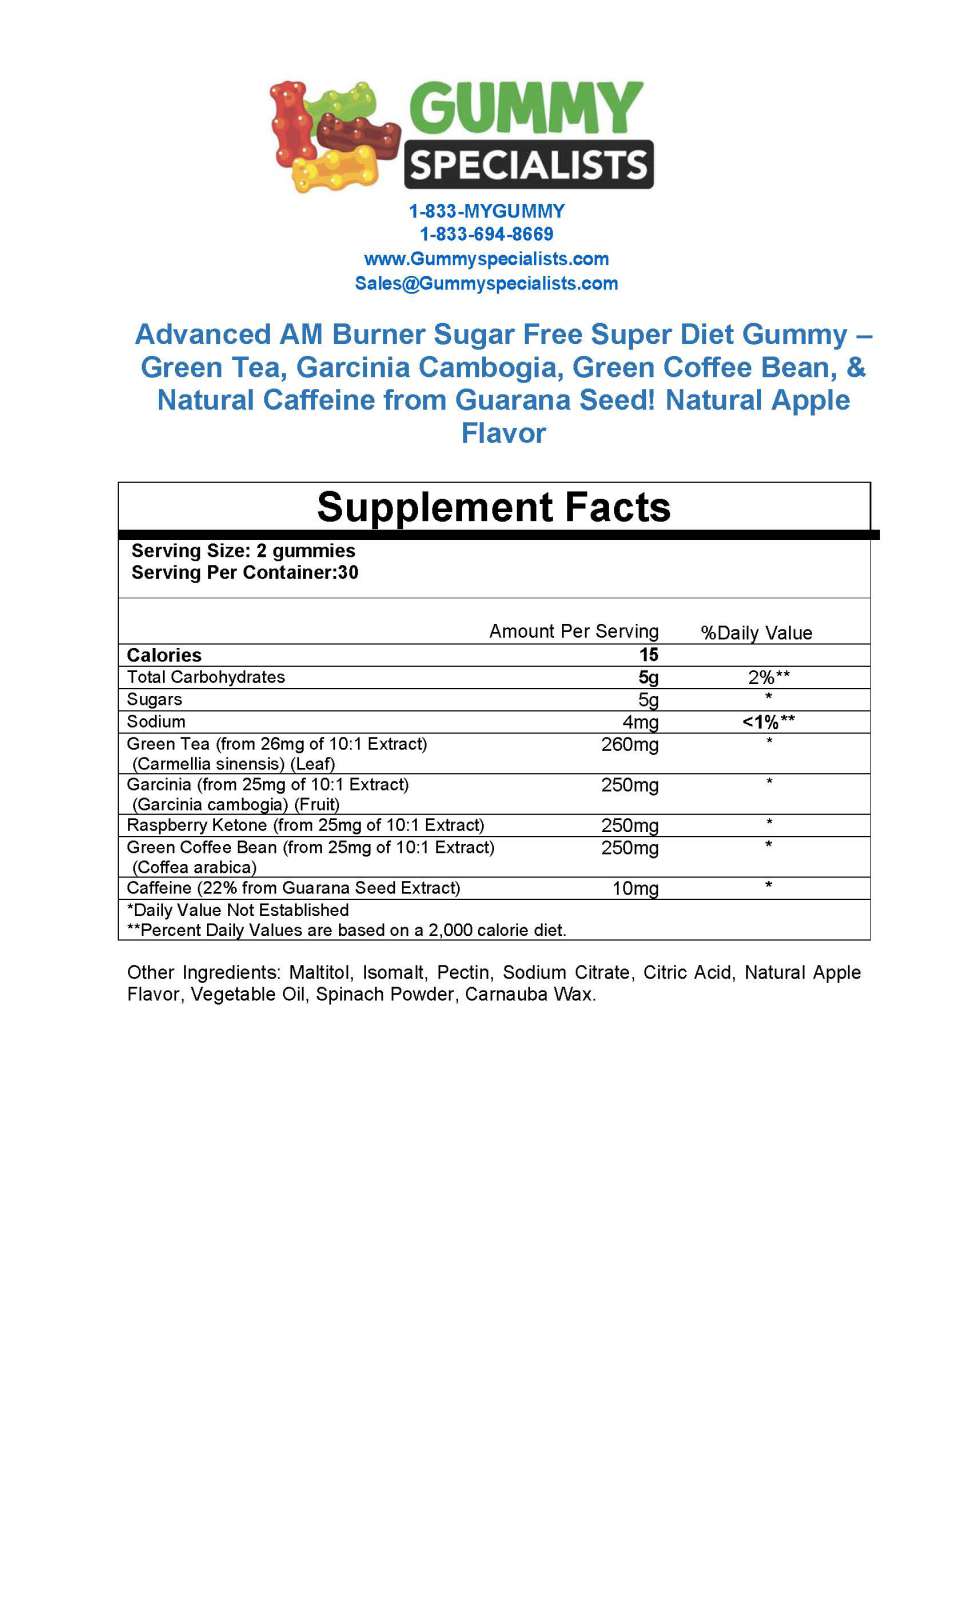 GUMMY
SPECIALISTS
1-833-MYGUMMY
1-833-694-8669
www.Gummyspecialists.com
Sales@Gummyspecialists.com
Advanced AM Burner Sugar Free Super Diet Gummy –
Green Tea, Garcinia Cambogia, Green Coffee Bean, &
Natural Caffeine from Guarana Seed! Natural Apple
Flavor
Supplement Facts
Serving Size: 2 gummies
Serving Per Container:30
Amount Per Serving %Daily Value
Calories 15
Total Carbohydrates 5g 2%**
Sugars 5g *
Sodium 4mg <1%**
Green Tea (from 26mg of 10:1 Extract) 260mg *
(Carmellia sinensis) (Leaf)
Garcinia (from 25mg of 10:1 Extract) 250mg *
(Garcinia cambogia) (Fruit)
Raspberry Ketone (from 25mg of 10:1 Extract) 250mg *
Green Coffee Bean (from 25mg of 10:1 Extract) 250mg *
(Coffea arabica)
Caffeine (22% from Guarana Seed Extract) 10mg *
*Daily Value Not Established
**Percent Daily Values are based on a 2,000 calorie diet.
Other Ingredients: Maltitol, Isomalt, Pectin, Sodium Citrate, Citric Acid, Natural Apple
Flavor, Vegetable Oil, Spinach Powder, Carnauba Wax.